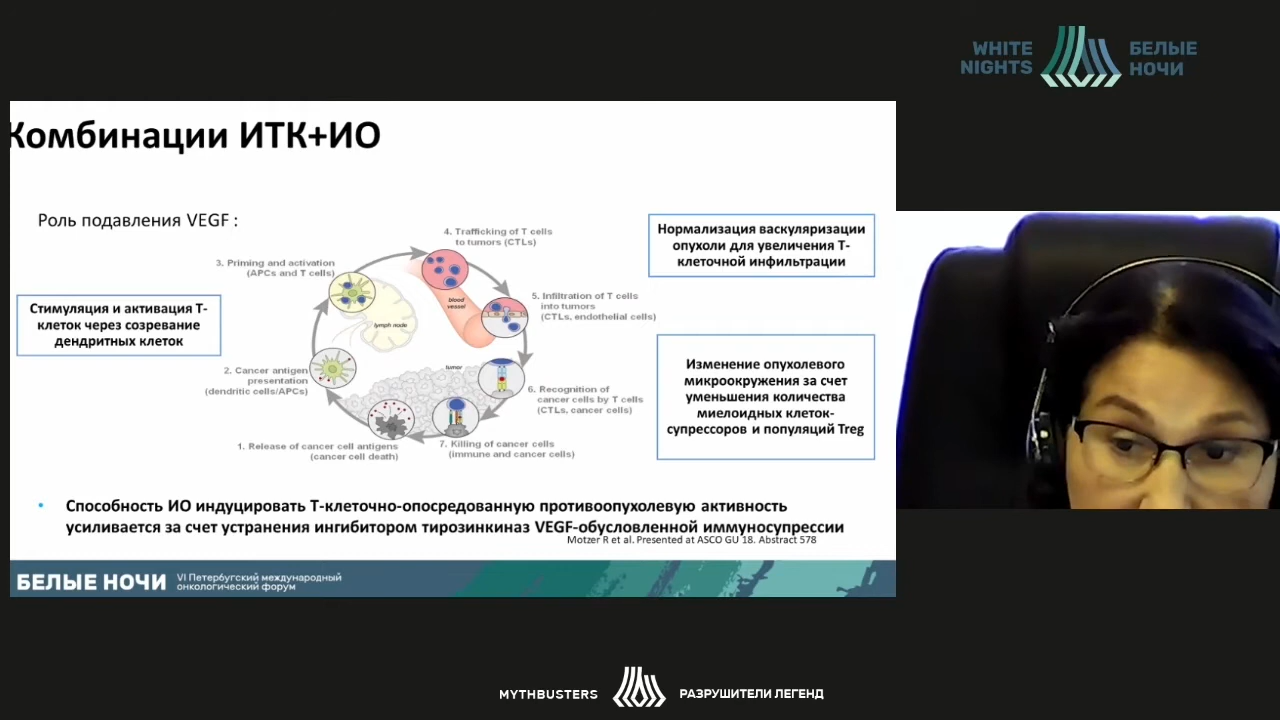 WHITE
NIGHTS
БЕЛЫЕ
НОЧИ
Комбинации ИТК+ИО
Роль подавления VEGF :
4. Trafficking of T cells
to tumors (CTLs)
3. Priming and activation
(APCs and T cells)
blood
vessel
lymph node
5. Infiltration of T cells
into tumors
(CTLs, endothelial cells)
Нормализация васкуляризации
опухоли для увеличения Т-
клеточной инфильтрации
Стимуляция и активация Т-
клеток через созревание
дендритных клеток
2. Cancer antigen
presentation
(dendritic cells/APCs)
tumor
6. Recognition of
cancer cells by T cells
(CTLs, cancer cells)
Изменение опухолевого
микроокружения за счет
уменьшения количества
миелоидных клеток-
супрессоров и популяций Treg
1. Release of cancer cell antigens
(cancer cell death)
7. Killing of cancer cells
(immune and cancer cells)
• Способность ИО индуцировать Т-клеточно-опосредованную противоопухолевую активность
усиливается за счет устранения ингибитором тирозинкиназ VEGF-обусловленной иммуносупрессии
Motzer R et al. Presented at ASCO GU 18. Abstract 578
БЕЛЫЕ НОЧИ
VI Петербургский международный
онкологический форум
MYTHBUSTERS
РАЗРУШИТЕЛИ ЛЕГЕНД